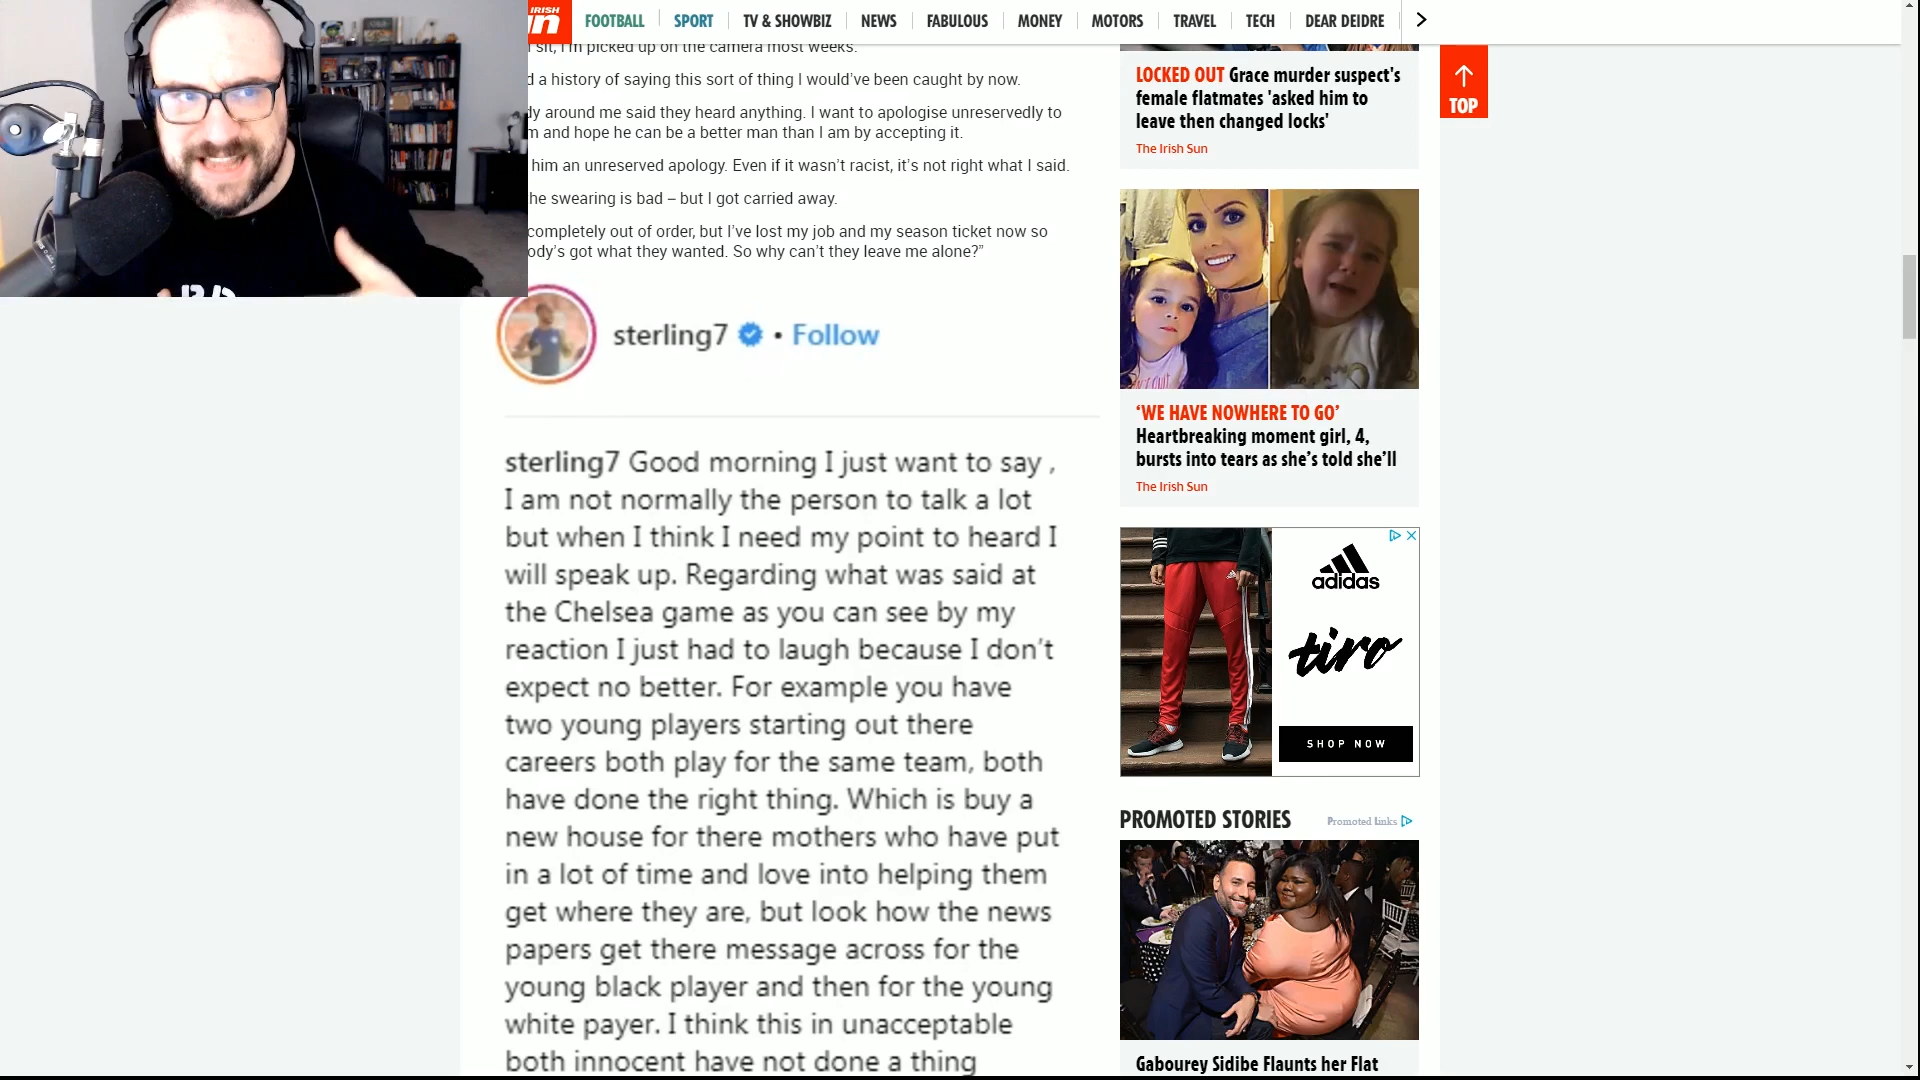 IRISH
FOOTBALL SPORT TV & SHOWBIZ NEWS FABULOUS MONEY MOTORS TRAVEL TECH DEAR DEIDRE
sit, I'm picked up on the camera most weeks.
d a history of saying this sort of thing I would've been caught by now.
dy around me said they heard anything. I want to apologise unreservedly to
m and hope he can be a better man than I am by accepting it.
him an unreserved apology. Even if it wasn't racist, it's not right what I said.
he swearing is bad – but I got carried away.
completely out of order, but I've lost my job and my season ticket now so
ody's got what they wanted. So why can't they leave me alone?”
sterling7 • Follow
sterling7 Good morning I just want to say ,
I am not normally the person to talk a lot
but when I think I need my point to heard I
will speak up. Regarding what was said at
the Chelsea game as you can see by my
reaction I just had to laugh because I don't
expect no better. For example you have
two young players starting out there
careers both play for the same team, both
have done the right thing. Which is buy a
new house for there mothers who have put
in a lot of time and love into helping them
get where they are, but look how the news
papers get there message across for the
young black player and then for the young
white payer. I think this in unacceptable
both innocent have not done a thing
LOCKED OUT Grace murder suspect's
female flatmates 'asked him to
leave then changed locks'
The Irish Sun
TOP
‘WE HAVE NOWHERE TO GO’
Heartbreaking moment girl, 4,
bursts into tears as she’s told she’ll
The Irish Sun
adidas
tiro
SHOP NOW
PROMOTED STORIES
Promoted Links
Gabourey Sidibe Flaunts her Flat